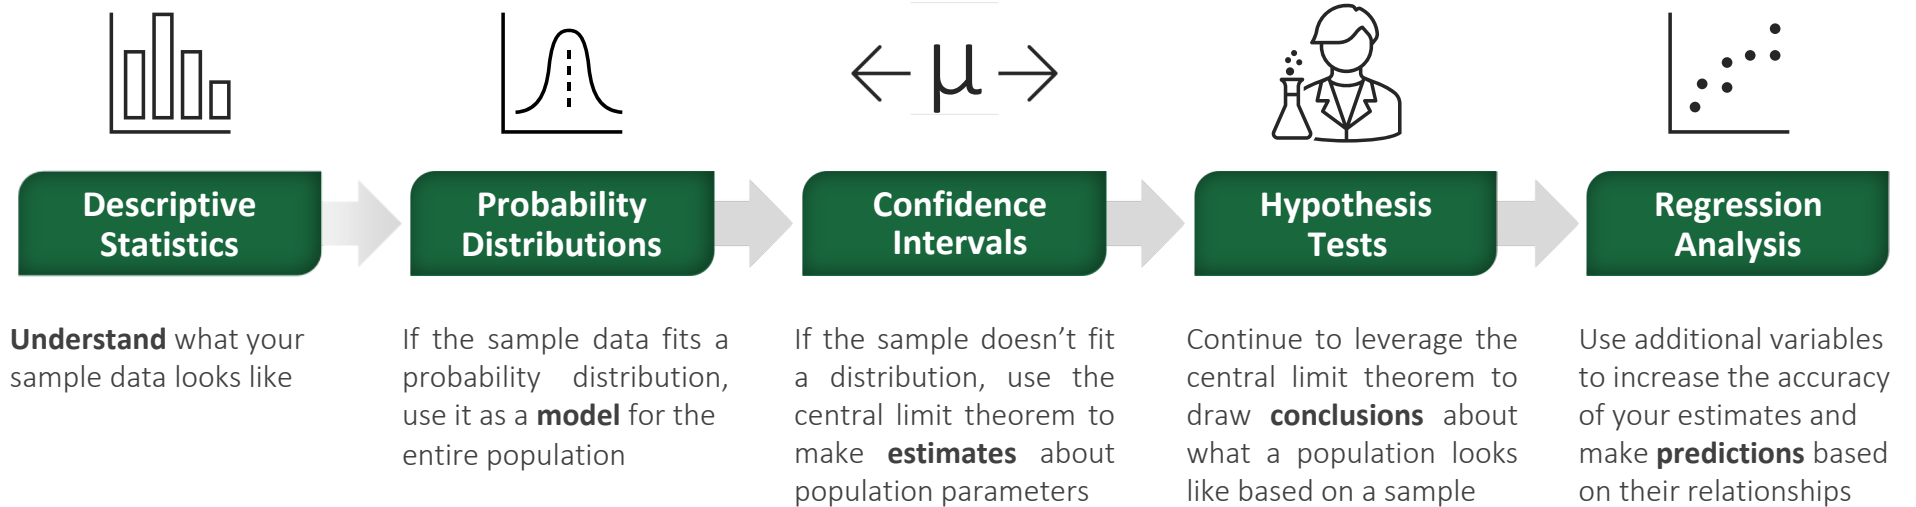 μ
Descriptive
Statistics
Probability
Distributions
Confidence
Intervals
Hypothesis
Tests
Regression
Analysis
Understand what your
sample data looks like
If the sample data fits a
probability distribution,
use it as a model for the
entire population
If the sample doesn’t fit
a distribution, use the
central limit theorem to
make estimates about
population parameters
Continue to leverage the
central limit theorem to
draw conclusions about
what a population looks
like based on a sample
Use additional variables
to increase the accuracy
of your estimates and
make predictions based
on their relationships